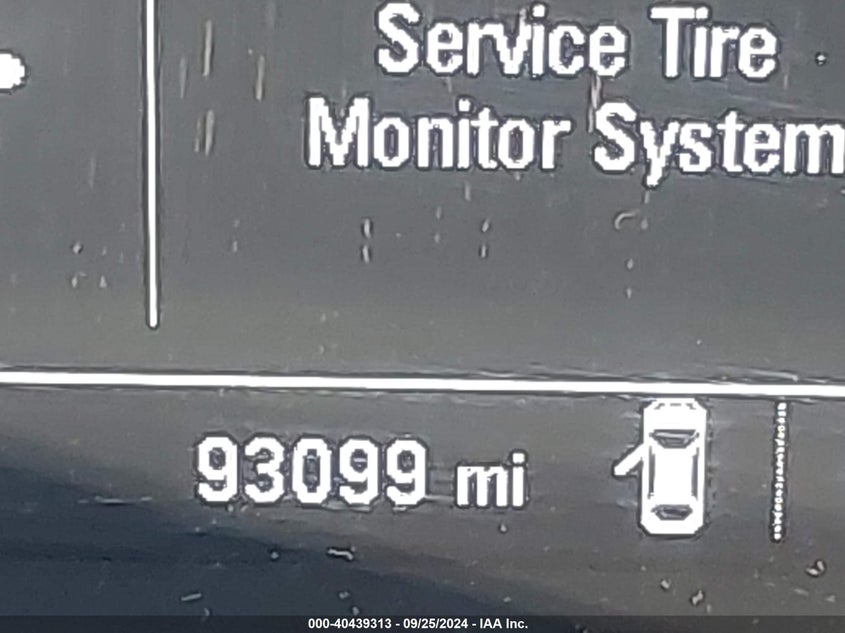 Service Tire
Monitor System
93099 mi
000-40439313 - 09/25/2024 - IAA Inc.